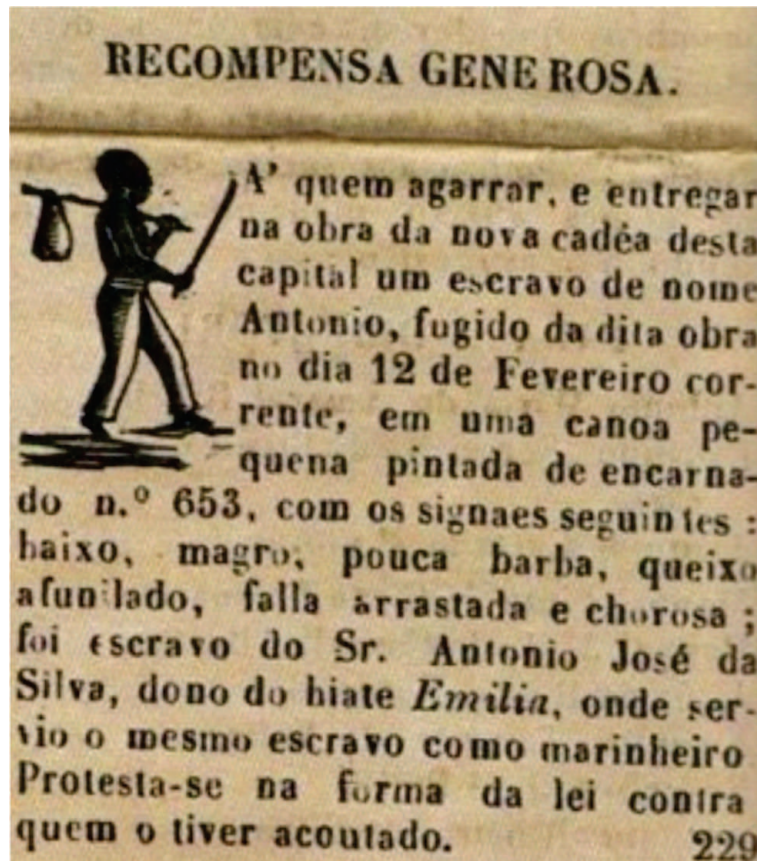 RECOMPENSA GENEROSA.
A' quem agarrar, e entregar
na obra da nova cadêa desta
capital um escravo de nome
Antonio, fugido da dita obra
no dia 12 de Fevereiro cor-
rente, em uma canoa pe-
quena pintada de encarna-
do n.º 653, com os signaes seguintes :
baixo, magro, pouca barba, queixo
afunilado, falla arrastada e chorosa ;
foi escravo do Sr. Antonio José da
Silva, dono do hiate Emilia, onde ser-
vio o mesmo escravo como marinheiro
Protesta-se na forma da lei contra
quem o tiver acoutado. 229